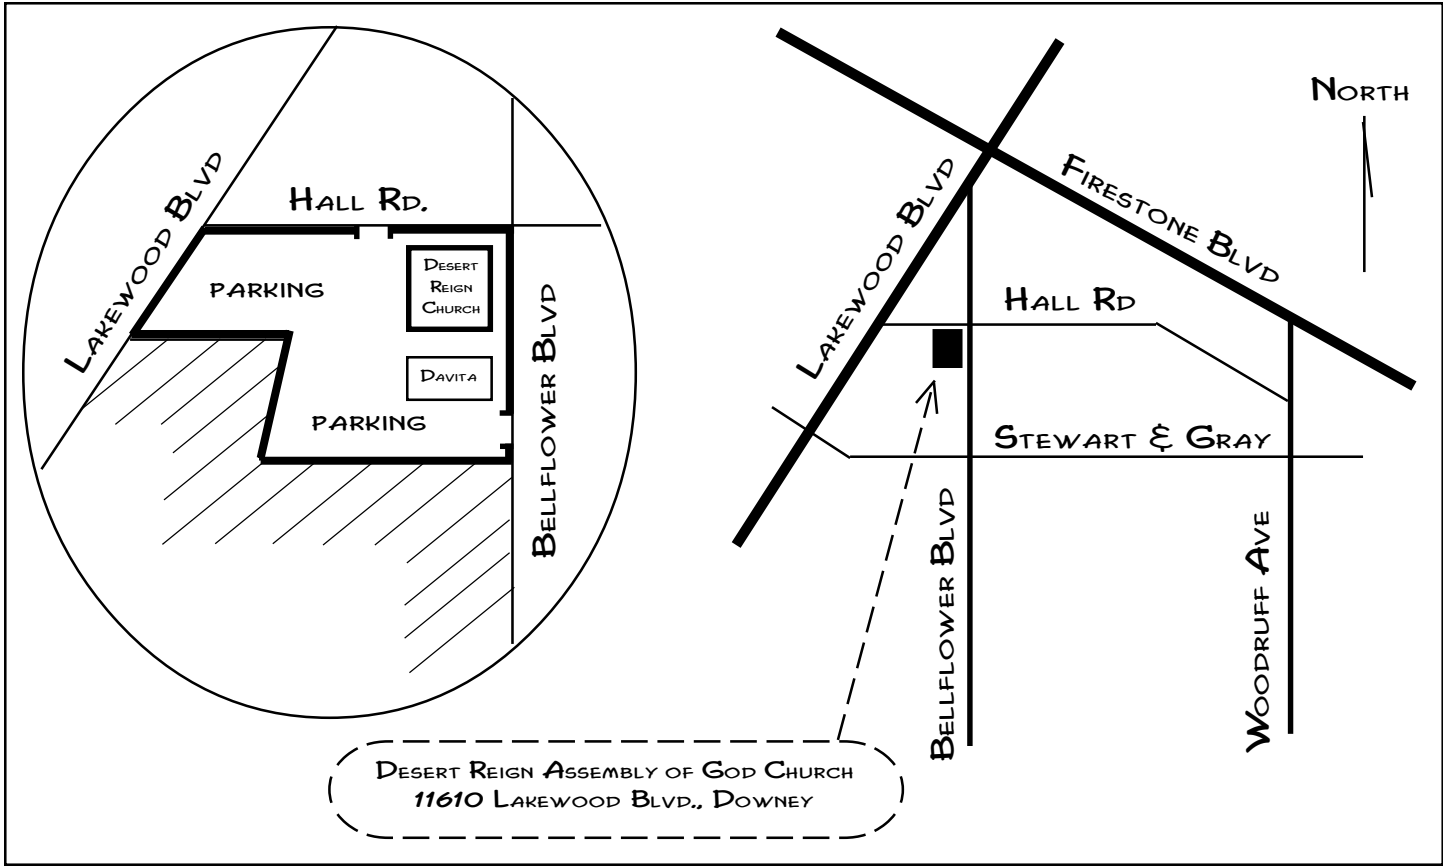 Lakewood Blvd
Hall Rd.
Parking
Desert
Reign
Church
Davita
Parking
Bellflower Blvd
North
Firestone Blvd
Lakewood Blvd
Hall Rd
Stewart & Gray
Bellflower Blvd
Woodruff Ave
Desert Reign Assembly of God Church
11610 Lakewood Blvd., Downey